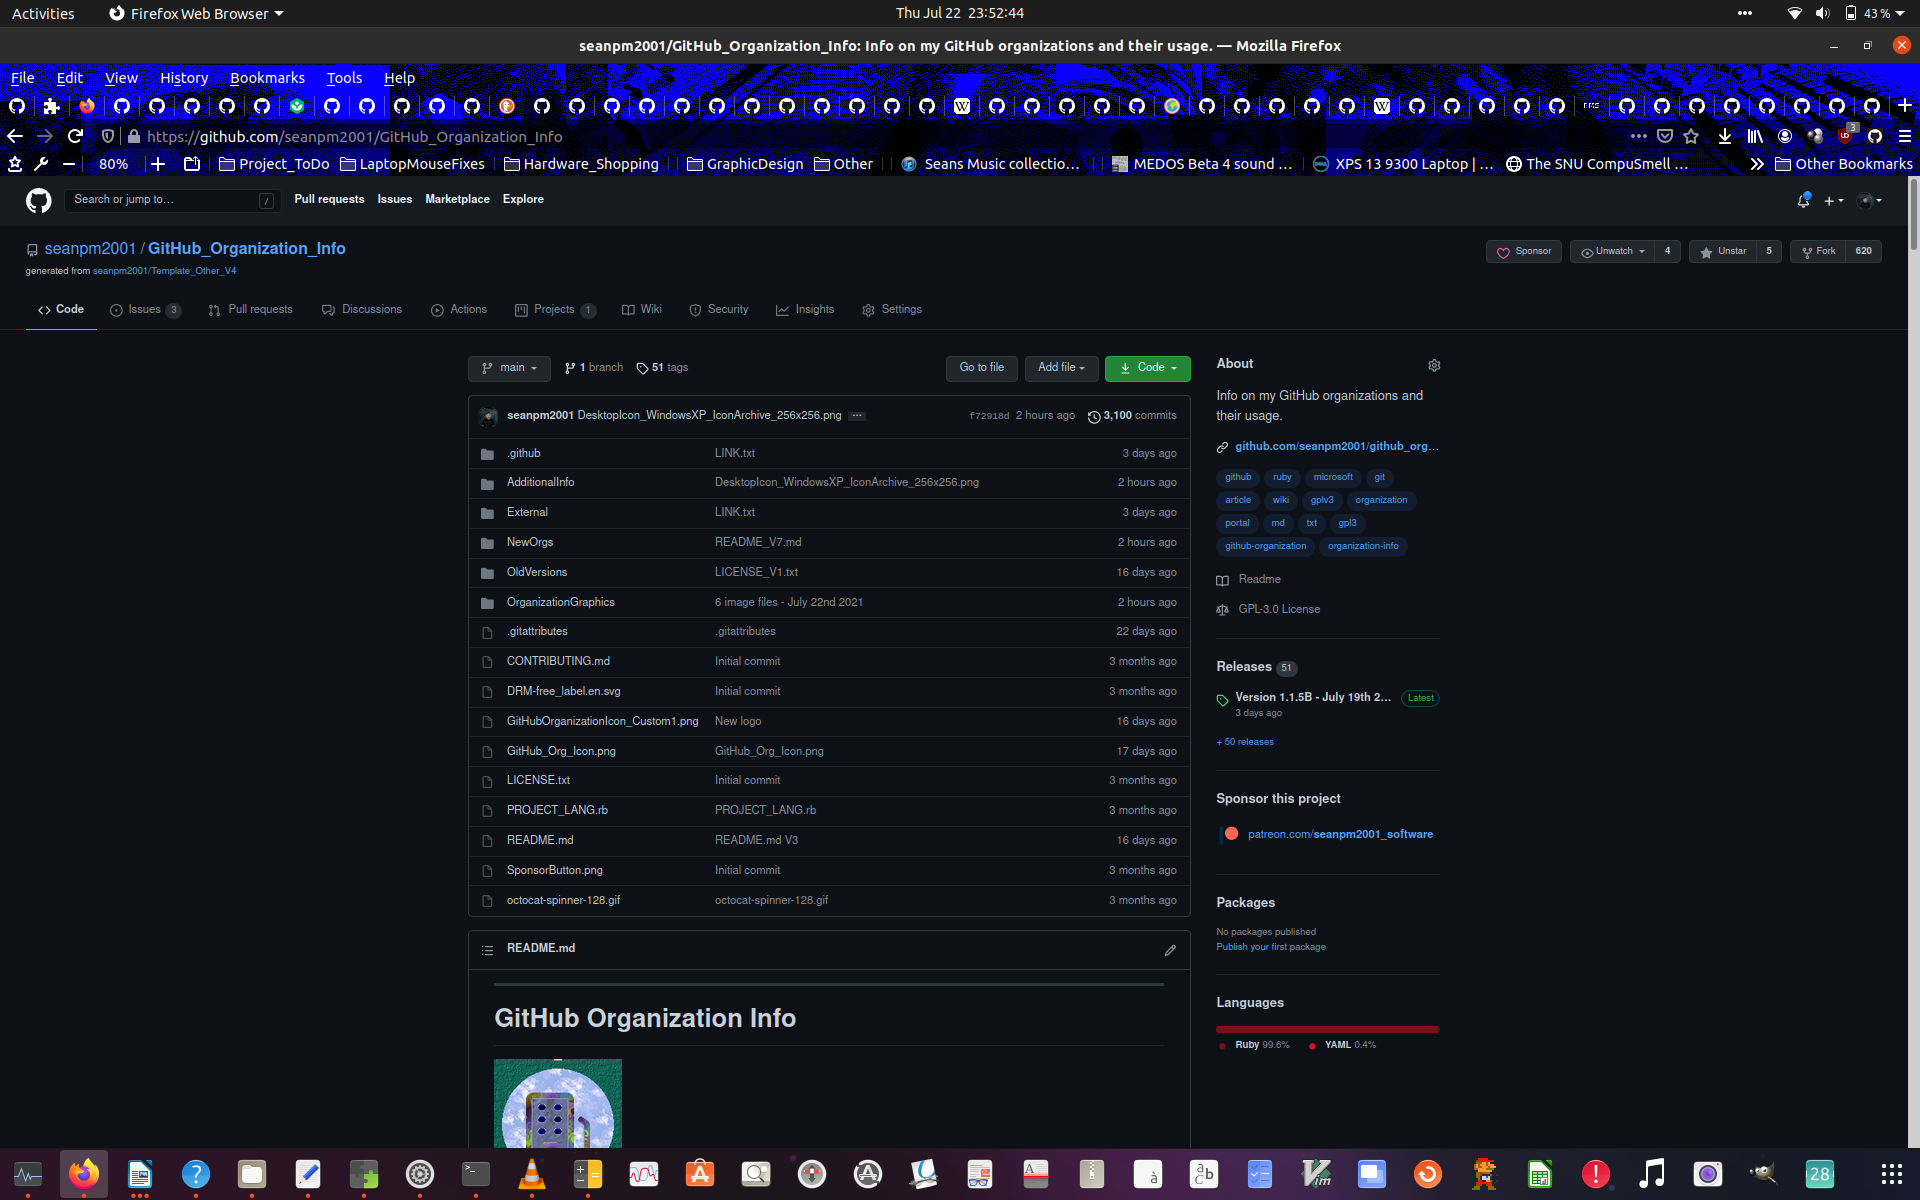 Activities Firefox Web Browser Thu Jul 22 23:52:44 43 %
seanpm2001/GitHub_Organization_Info: Info on my GitHub organizations and their usage. — Mozilla Firefox
File Edit View History Bookmarks Tools Help
https://github.com/seanpm2001/GitHub_Organization_Info 3
80% Project_ToDo LaptopMouseFixes Hardware_Shopping GraphicDesign Other Seans Music collectio… MEDOS Beta 4 sound … XPS 13 9300 Laptop | … The SNU CompuSmell … Other Bookmarks
Search or jump to… / Pull requests Issues Marketplace Explore
seanpm2001 / GitHub_Organization_Info Sponsor Unwatch 4 Unstar 5 Fork 620
generated from seanpm2001/Template_Other_V4
Code Issues 3 Pull requests Discussions Actions Projects 1 Wiki Security Insights Settings
main 1 branch 51 tags Go to file Add file Code
seanpm2001 DesktopIcon_WindowsXP_IconArchive_256x256.png … f72918d 2 hours ago 3,100 commits
.github LINK.txt 3 days ago
AdditionalInfo DesktopIcon_WindowsXP_IconArchive_256x256.png 2 hours ago
External LINK.txt 3 days ago
NewOrgs README_V7.md 2 hours ago
OldVersions LICENSE_V1.txt 16 days ago
OrganizationGraphics 6 image files - July 22nd 2021 2 hours ago
.gitattributes .gitattributes 22 days ago
CONTRIBUTING.md Initial commit 3 months ago
DRM-free_label.en.svg Initial commit 3 months ago
GitHubOrganizationIcon_Custom1.png New logo 16 days ago
GitHub_Org_Icon.png GitHub_Org_Icon.png 17 days ago
LICENSE.txt Initial commit 3 months ago
PROJECT_LANG.rb PROJECT_LANG.rb 3 months ago
README.md README.md V3 16 days ago
SponsorButton.png Initial commit 3 months ago
octocat-spinner-128.gif octocat-spinner-128.gif 3 months ago
README.md
GitHub Organization Info
About
Info on my GitHub organizations and
their usage.
github.com/seanpm2001/github_org…
github ruby microsoft git
article wiki gplv3 organization
portal md txt gpl3
github-organization organization-info
Readme
GPL-3.0 License
Releases 51
Version 1.1.5B - July 19th 2… Latest
3 days ago
+ 50 releases
Sponsor this project
patreon.com/seanpm2001_software
Packages
No packages published
Publish your first package
Languages
Ruby 99.6% YAML 0.4%
28